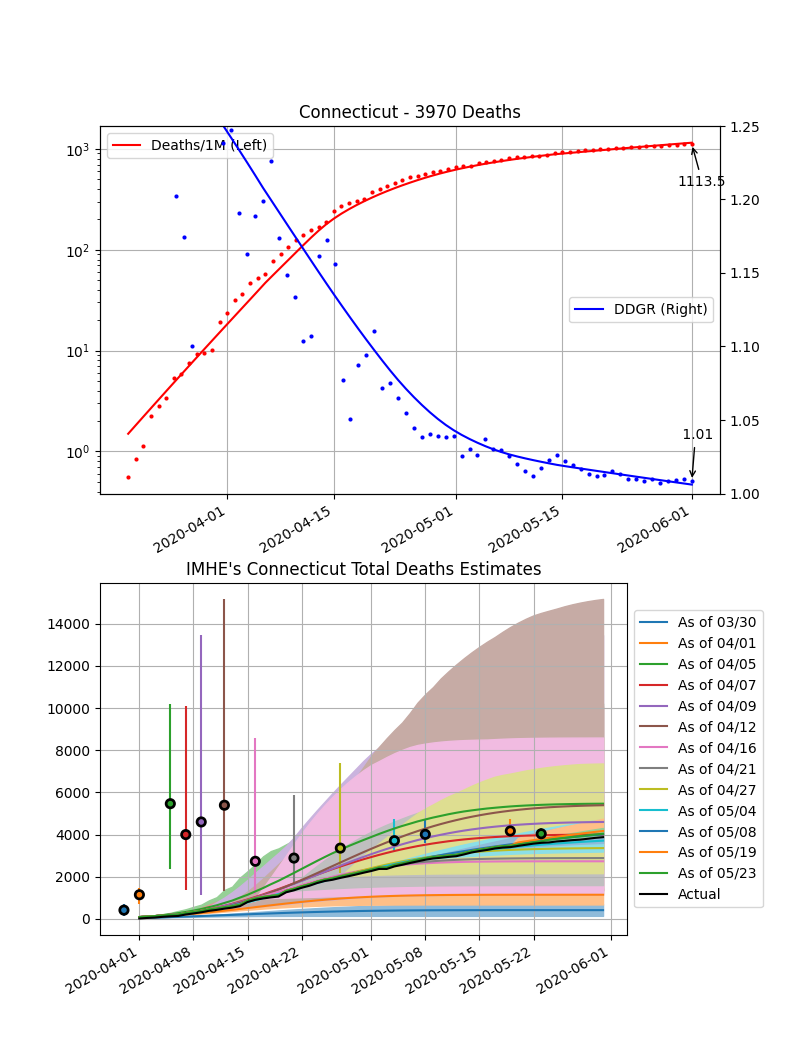 Connecticut - 3970 Deaths
Deaths/1M (Left)
DDGR (Right)
1113.5
1.01
10³
10²
10¹
10⁰
1.25
1.20
1.15
1.10
1.05
1.00
2020-04-01
2020-04-15
2020-05-01
2020-05-15
2020-06-01
IMHE's Connecticut Total Deaths Estimates
14000
12000
10000
8000
6000
4000
2000
0
2020-04-01
2020-04-08
2020-04-15
2020-04-22
2020-05-01
2020-05-08
2020-05-15
2020-05-22
2020-06-01
As of 03/30
As of 04/01
As of 04/05
As of 04/07
As of 04/09
As of 04/12
As of 04/16
As of 04/21
As of 04/27
As of 05/04
As of 05/08
As of 05/19
As of 05/23
Actual